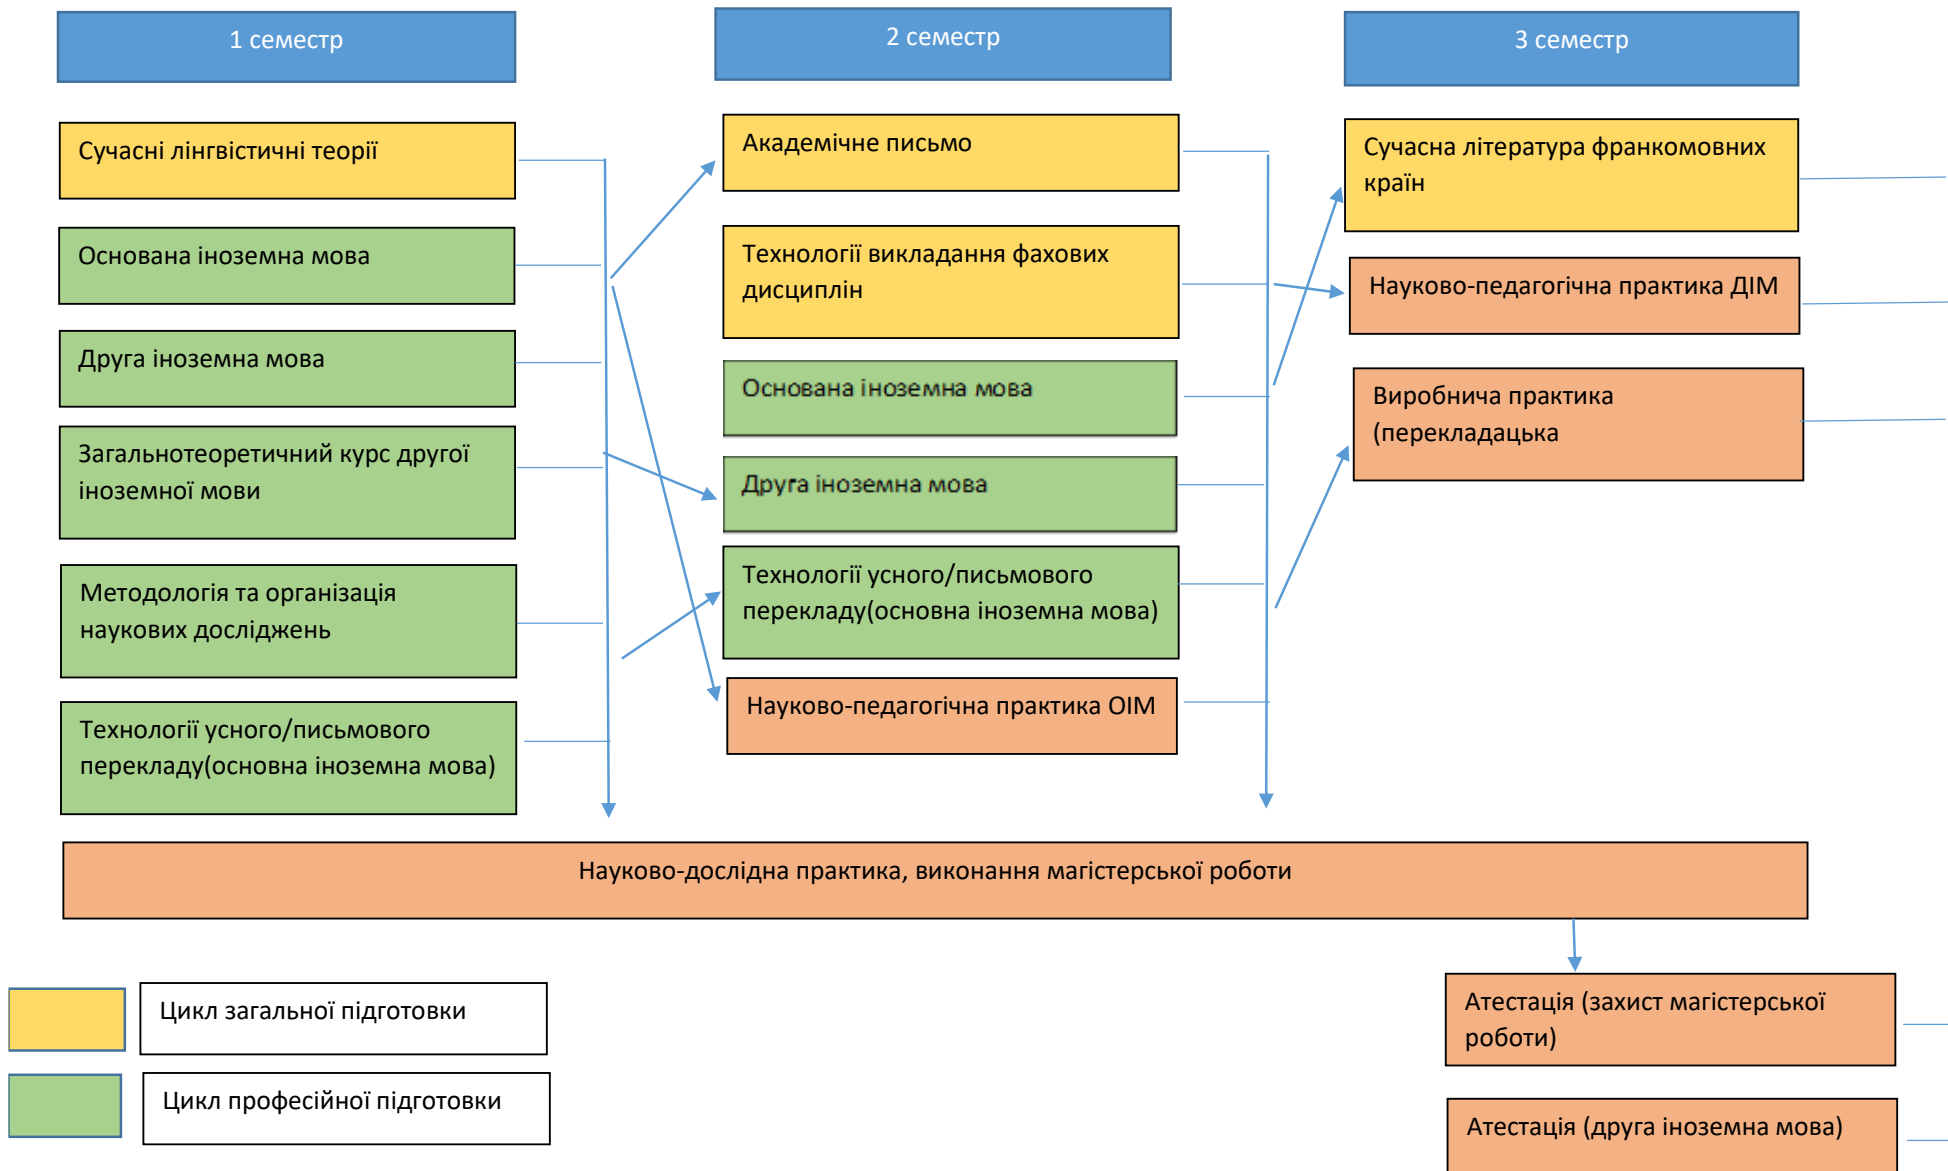 1 семестр
2 семестр
3 семестр
Сучасні лінгвістичні теорії
Основана іноземна мова
Друга іноземна мова
Загальнотеоретичний курс другої
іноземної мови
Методологія та організація
наукових досліджень
Технології усного/письмового
перекладу(основна іноземна мова)
Академічне письмо
Технології викладання фахових
дисциплін
Основана іноземна мова
Друга іноземна мова
Технології усного/письмового
перекладу(основна іноземна мова)
Науково-педагогічна практика ОІМ
Сучасна література франкомовних
країн
Науково-педагогічна практика ДІМ
Виробнича практика
(перекладацька
Науково-дослідна практика, виконання магістерської роботи
Атестація (захист магістерської
роботи)
Атестація (друга іноземна мова)
Цикл загальної підготовки
Цикл професійної підготовки